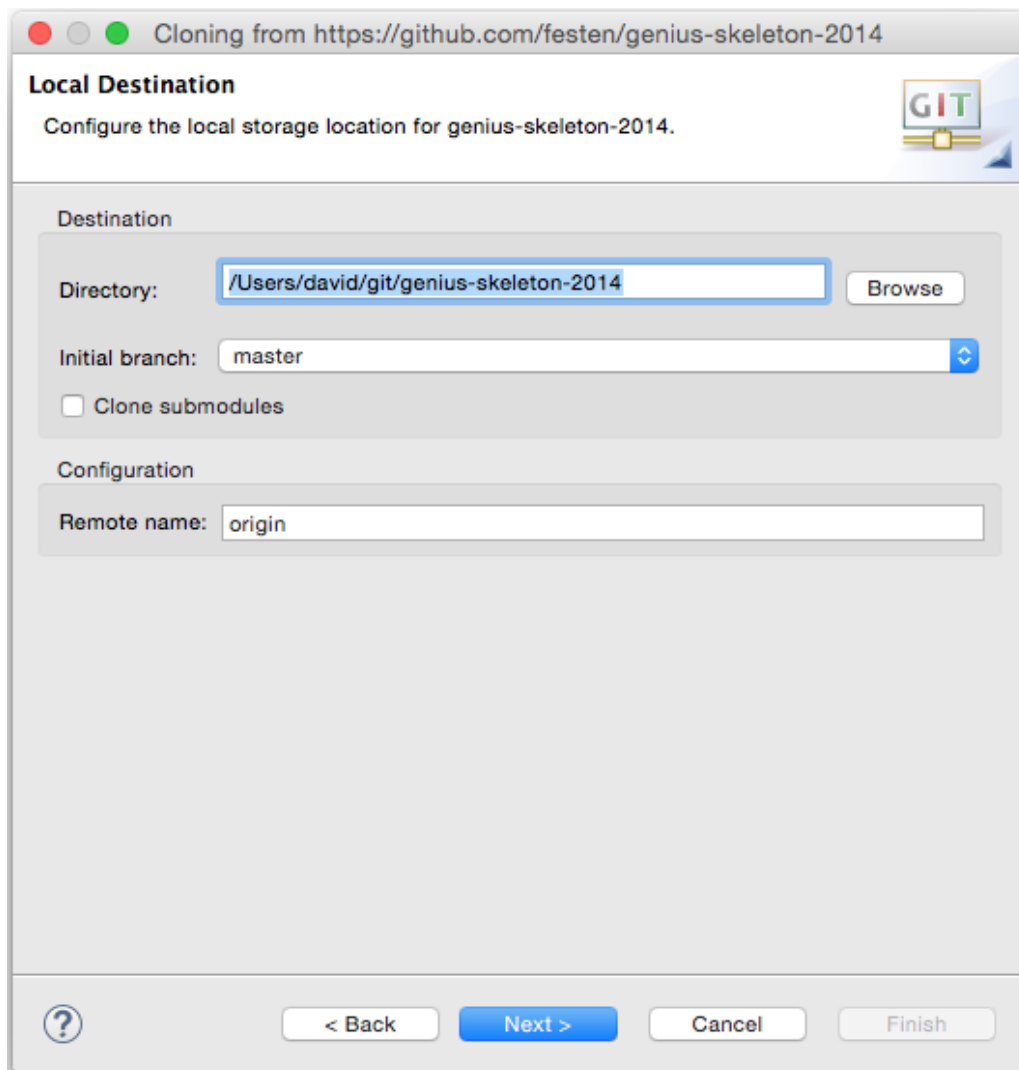 Cloning from https://github.com/festen/genius-skeleton-2014
Local Destination
Configure the local storage location for genius-skeleton-2014.
GIT
Destination
Directory: /Users/david/git/genius-skeleton-2014 Browse
Initial branch: master
Clone submodules
Configuration
Remote name: origin
? < Back Next > Cancel Finish